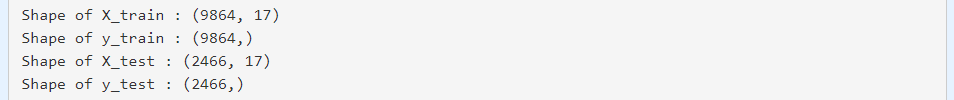 Shape of X_train : (9864, 17)
Shape of y_train : (9864,)
Shape of X_test : (2466, 17)
Shape of y_test : (2466,)